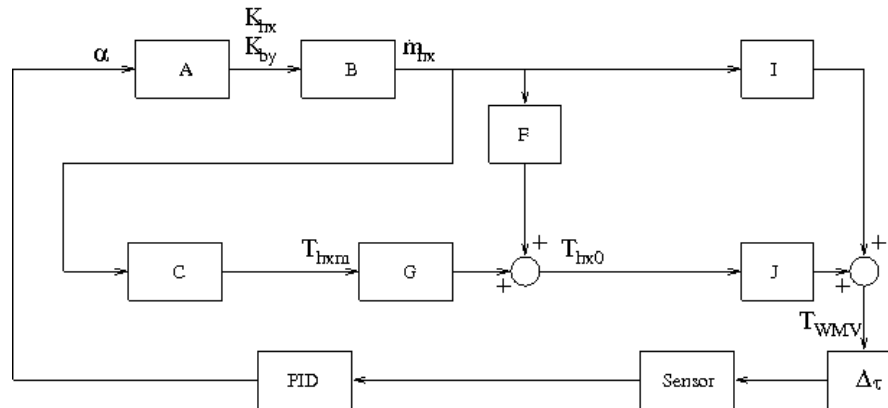 K_hx
α
K_by
ṁ_hx
A
B
I
F
+
+
T_hxm
T_hx0
C
G
+
J
+
T_WMV
PID
Sensor
Δτ